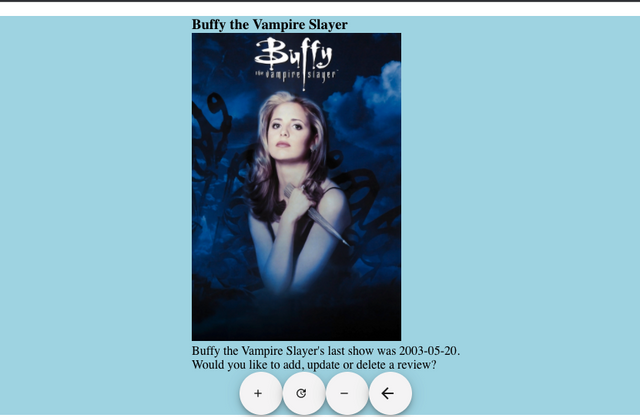 Buffy the Vampire Slayer
Buffy
the vampire slayer
Buffy the Vampire Slayer's last show was 2003-05-20.
Would you like to add, update or delete a review?